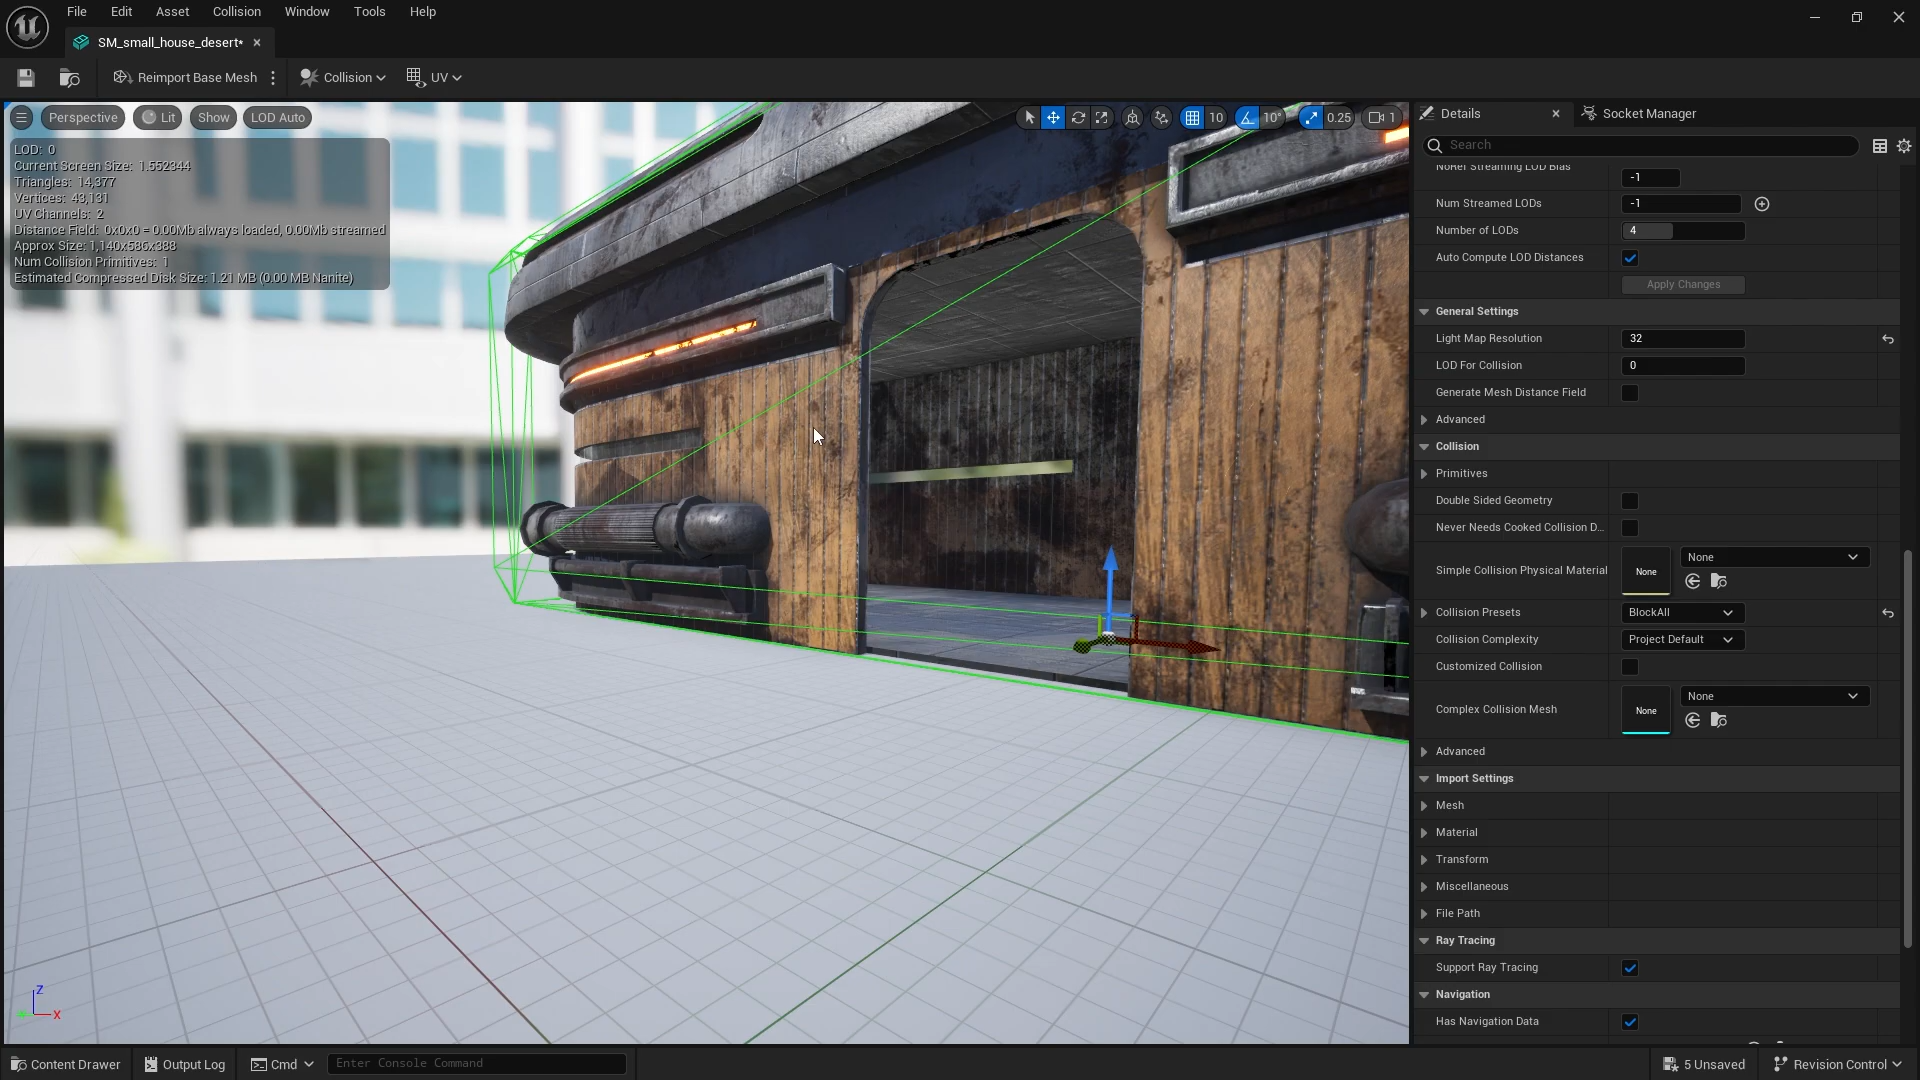 File Edit Asset Collision Window Tools Help
SM_small_house_desert*
Reimport Base Mesh Collision UV
Perspective Lit Show LOD Auto 10 10° 0.25 1
LOD: 0
Current Screen Size: 1.552344
Triangles: 14,377
Vertices: 43,131
UV Channels: 2
Distance Field: 0x0x0 = 0.00Mb always loaded, 0.00Mb streamed
Approx Size: 1,140x586x388
Num Collision Primitives: 1
Estimated Compressed Disk Size: 1.21 MB (0.00 MB Nanite)
Z
X
Details Socket Manager
Search
NoRef Streaming LOD Bias -1
Num Streamed LODs -1
Number of LODs 4
Auto Compute LOD Distances
Apply Changes
General Settings
Light Map Resolution 32
LOD For Collision 0
Generate Mesh Distance Field
Advanced
Collision
Primitives
Double Sided Geometry
Never Needs Cooked Collision D...
Simple Collision Physical Material None None
Collision Presets BlockAll
Collision Complexity Project Default
Customized Collision
Complex Collision Mesh None None
Advanced
Import Settings
Mesh
Material
Transform
Miscellaneous
File Path
Ray Tracing
Support Ray Tracing
Navigation
Has Navigation Data
Content Drawer Output Log Cmd Enter Console Command 5 Unsaved Revision Control